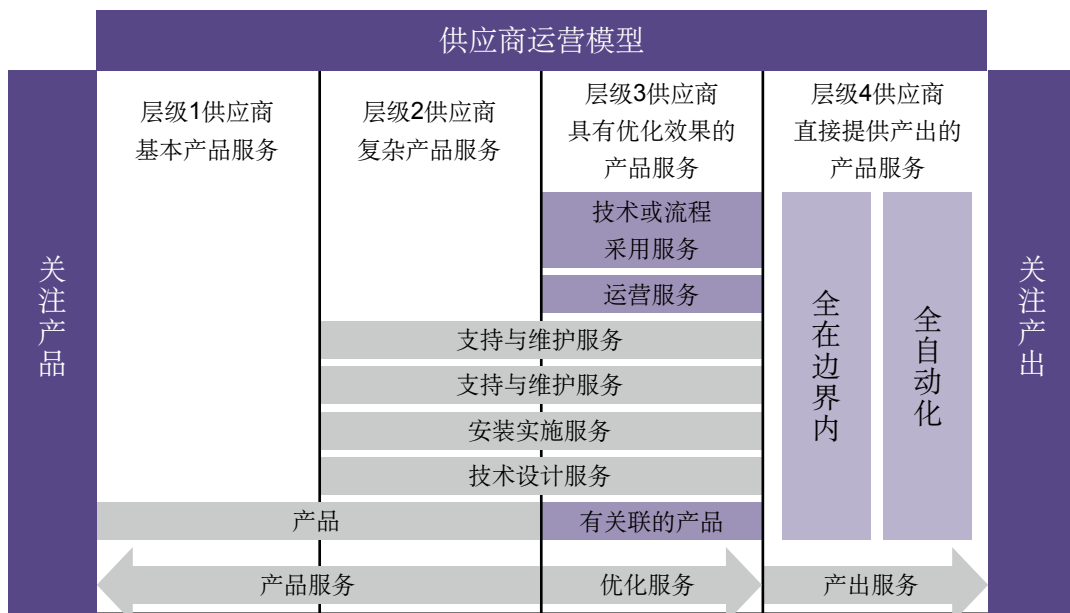 供应商运营模型
关注产品
层级1供应商
基本产品服务
层级2供应商
复杂产品服务
层级3供应商
具有优化效果的
产品服务
层级4供应商
直接提供产出的
产品服务
关注产出
技术或流程
采用服务
运营服务
支持与维护服务
支持与维护服务
安装实施服务
技术设计服务
产品
有关联的产品
全在边界内
全自动化
产品服务
优化服务
产出服务